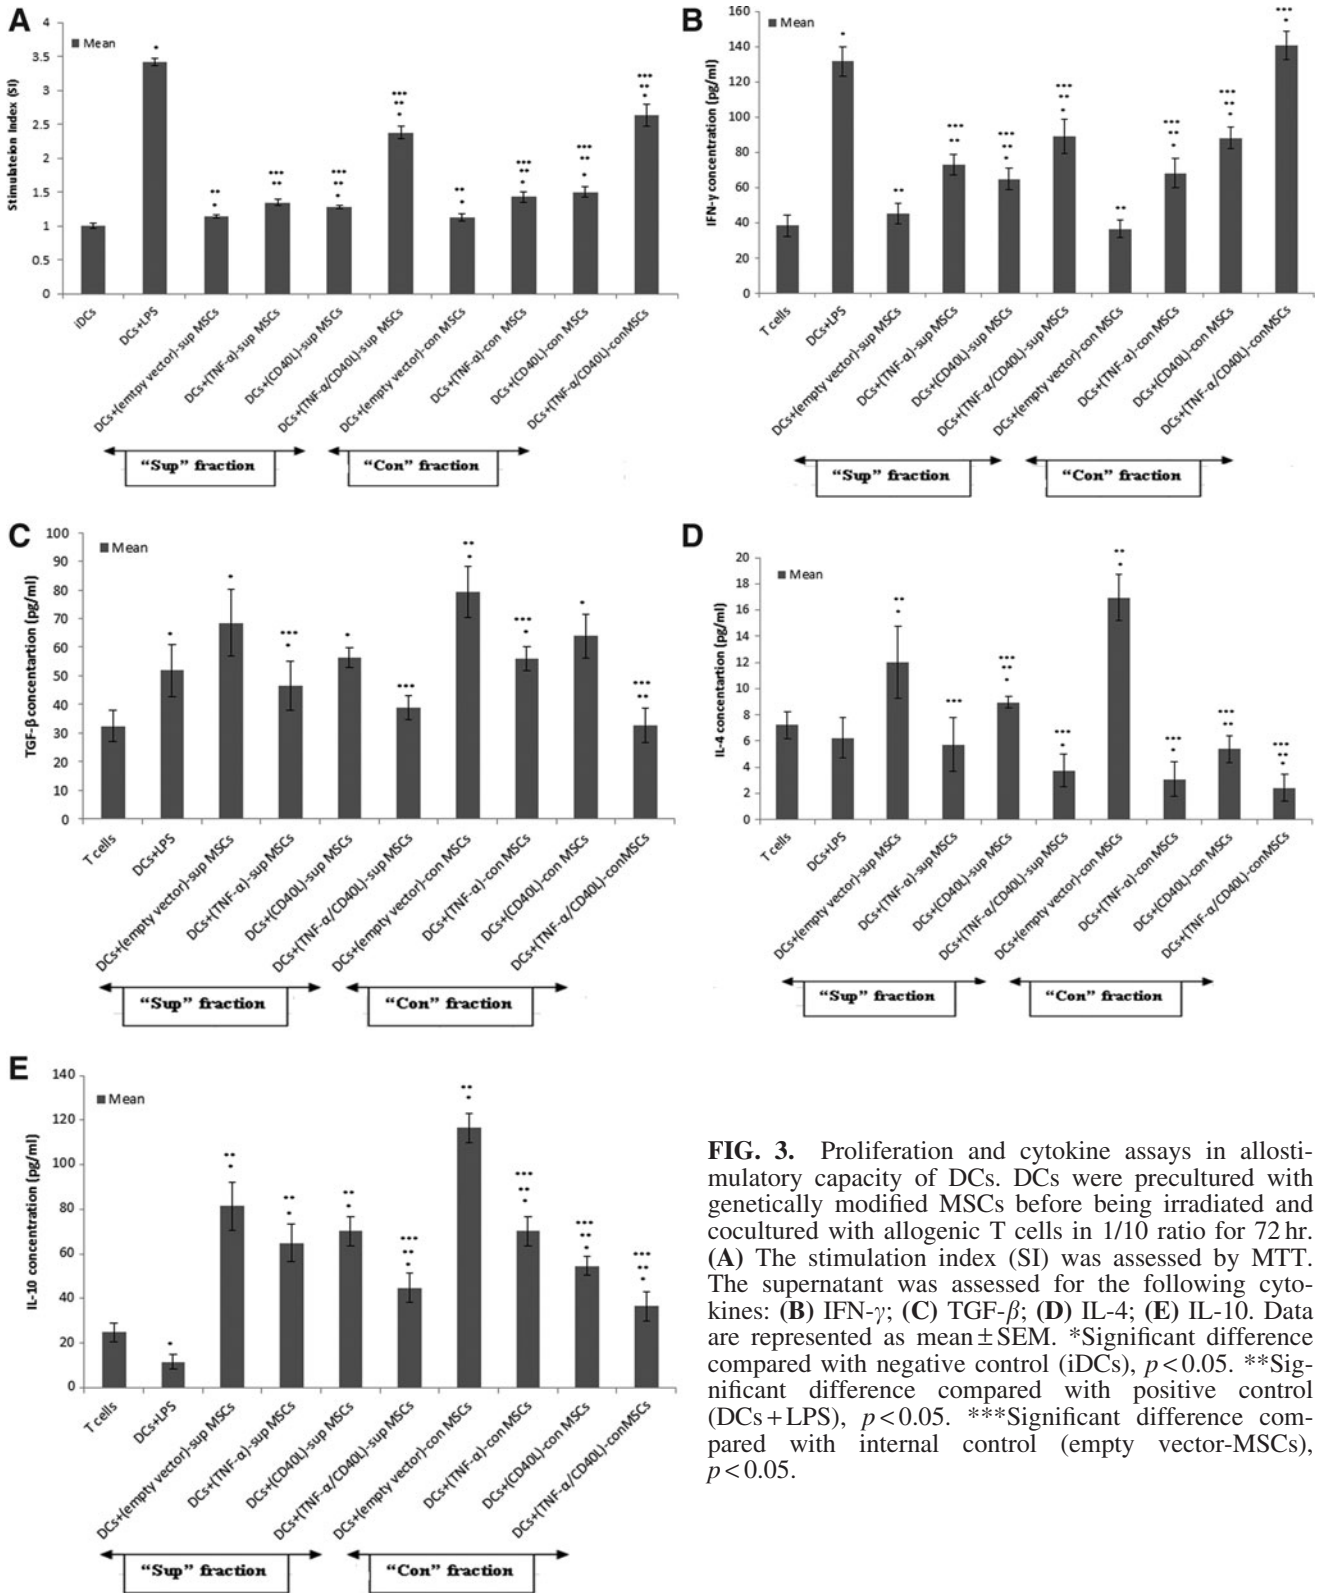 A
4
3.5
3
2.5
2
1.5
1
0.5
0
Stimulateion Index (SI)
Mean
*
** *
*** **
*** ** *
*** ** *
** *
*** ** *
*** ** *
*** ** *
iDCs
DCs+LPS
DCs+(emtpy vector)-sup MSCs
DCs+(TNF-α)-sup MSCs
DCs+(CD40L)-sup MSCs
DCs+(TNF-α/CD40L)-sup MSCs
DCs+(empty vector)-con MSCs
DCs+(TNF-α)-con MSCs
DCs+(CD40L)-con MSCs
DCs+(TNF-α/CD40L)-conMSCs
“Sup” fraction
“Con” fraction
B
160
140
120
100
80
60
40
20
0
IFN-γ concentration (pg/ml)
Mean
*
**
*** **
*** ** *
*** ** *
**
*** ** *
*** ** *
*** *
T cells
DCs+LPS
DCs+(empty vector)-sup MSCs
DCs+(TNF-α)-sup MSCs
DCs+(CD40L)-sup MSCs
DCs+(TNF-α/CD40L)-sup MSCs
DCs+(empty vector)-con MSCs
DCs+(TNF-α)-con MSCs
DCs+(CD40L)-con MSCs
DCs+(TNF-α/CD40L)-conMSCs
“Sup” fraction
“Con” fraction
C
100
90
80
70
60
50
40
30
20
10
0
TGF-β concentartion (pg/ml)
Mean
*
*
*** *
*
***
** *
*** *
*
*** **
T cells
DCs+LPS
DCs+(empty vector)-sup MSCs
DCs+(TNF-α)-sup MSCs
DCs+(CD40L)-sup MSCs
DCs+(TNF-α/CD40L)-sup MSCs
DCs+(empty vector)-con MSCs
DCs+(TNF-α)-con MSCs
DCs+(CD40L)-con MSCs
DCs+(TNF-α/CD40L)-conMSCs
“Sup” fraction
“Con” fraction
D
20
18
16
14
12
10
8
6
4
2
0
IL-4 concentartion (pg/ml)
Mean
** *
***
*** ** *
*** *
** *
*** *
*** **
*** ** *
T cells
DCs+LPS
DCs+(empty vector)-sup MSCs
DCs+(TNF-α)-sup MSCs
DCs+(CD40L)-sup MSCs
DCs+(TNF-α/CD40L)-sup MSCs
DCs+(empty vector)-con MSCs
DCs+(TNF-α)-con MSCs
DCs+(CD40L)-con MSCs
DCs+(TNF-α/CD40L)-conMSCs
“Sup” fraction
“Con” fraction
E
140
120
100
80
60
40
20
0
IL-10 concentration (pg/ml)
Mean
*
** *
** *
** *
*** ** *
** *
*** ** *
*** ** *
*** ** *
T cells
DCs+LPS
DCs+(empty vector)-sup MSCs
DCs+(TNF-α)-sup MSCs
DCs+(CD40L)-sup MSCs
DCs+(TNF-α/CD40L)-sup MSCs
DCs+(empty vector)-con MSCs
DCs+(TNF-α)-con MSCs
DCs+(CD40L)-con MSCs
DCs+(TNF-α/CD40L)-conMSCs
“Sup” fraction
“Con” fraction
FIG. 3. Proliferation and cytokine assays in allosti-
mulatory capacity of DCs. DCs were precultured with
genetically modified MSCs before being irradiated and
cocultured with allogenic T cells in 1/10 ratio for 72 hr.
(A) The stimulation index (SI) was assessed by MTT.
The supernatant was assessed for the following cyto-
kines: (B) IFN-γ; (C) TGF-β; (D) IL-4; (E) IL-10. Data
are represented as mean ± SEM. *Significant difference
compared with negative control (iDCs), p < 0.05. **Sig-
nificant difference compared with positive control
(DCs + LPS), p < 0.05. ***Significant difference com-
pared with internal control (empty vector-MSCs),
p < 0.05.